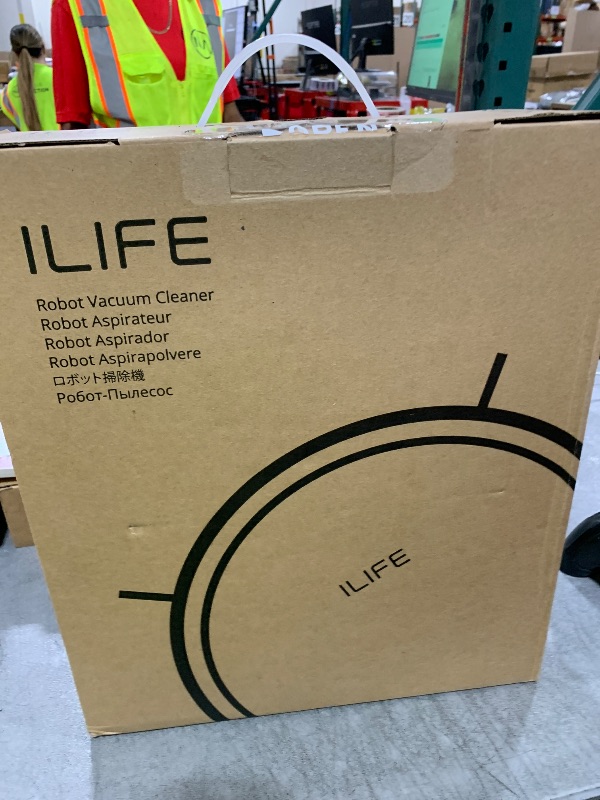 ILIFE
Robot Vacuum Cleaner
Robot Aspirateur
Robot Aspirador
Robot Aspirapolvere
ロボット掃除機
Робот-Пылесос
ILIFE